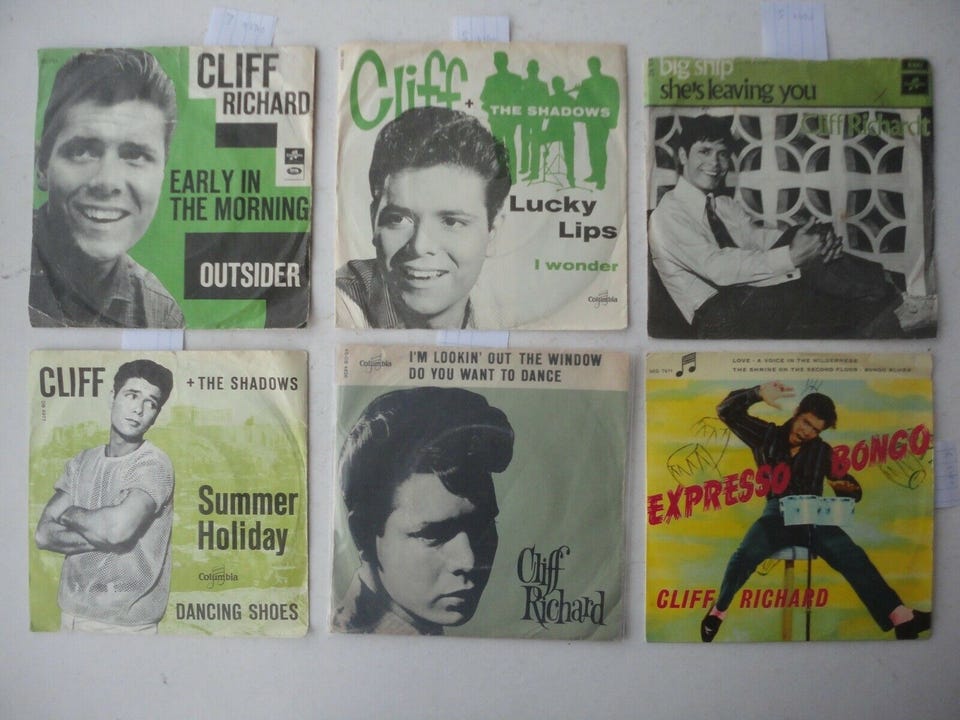 CLIFF
RICHARD
EARLY IN
THE MORNING
OUTSIDER
Cliff
+ THE SHADOWS
Lucky
Lips
I wonder
Columbia
big ship
she's leaving you
Cliff Richard
CLIFF
+ THE SHADOWS
Summer
Holiday
Columbia
DANCING SHOES
Columbia
I'M LOOKIN' OUT THE WINDOW
DO YOU WANT TO DANCE
Cliff
Richard
LOVE · A VOICE IN THE WILDERNESS
THE SHRINE ON THE SECOND FLOOR · BONGO BLUES
EXPRESSO
BONGO
CLIFF RICHARD